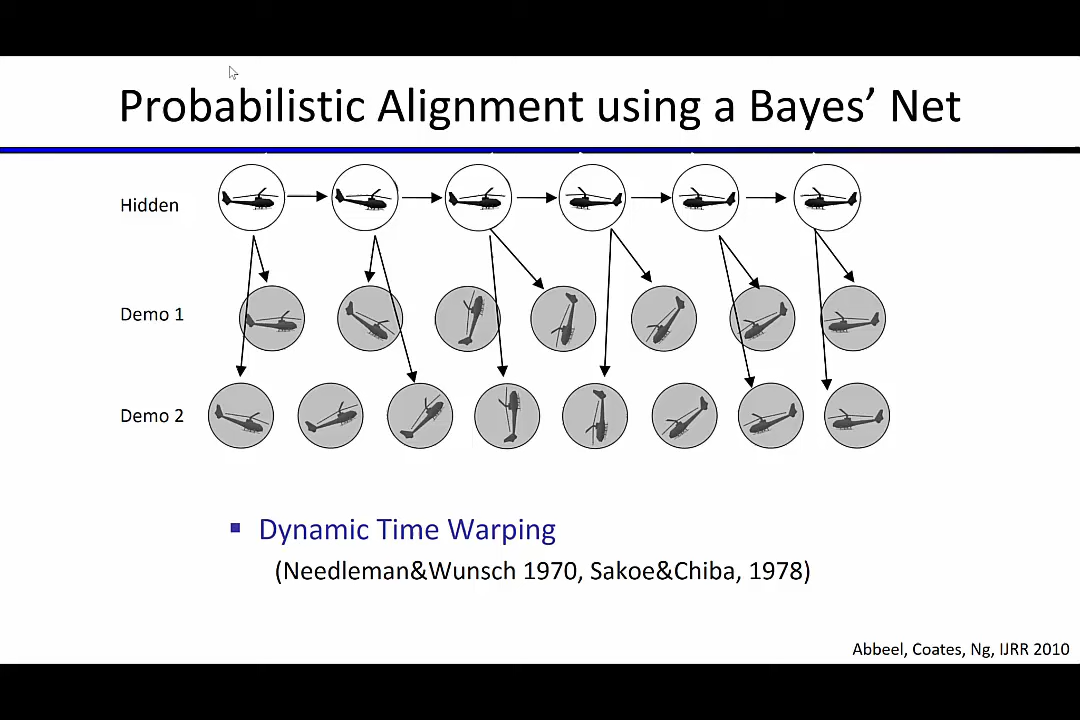 Probabilistic Alignment using a Bayes’ Net
Hidden
Demo 1
Demo 2
▪ Dynamic Time Warping
(Needleman&Wunsch 1970, Sakoe&Chiba, 1978)
Abbeel, Coates, Ng, IJRR 2010